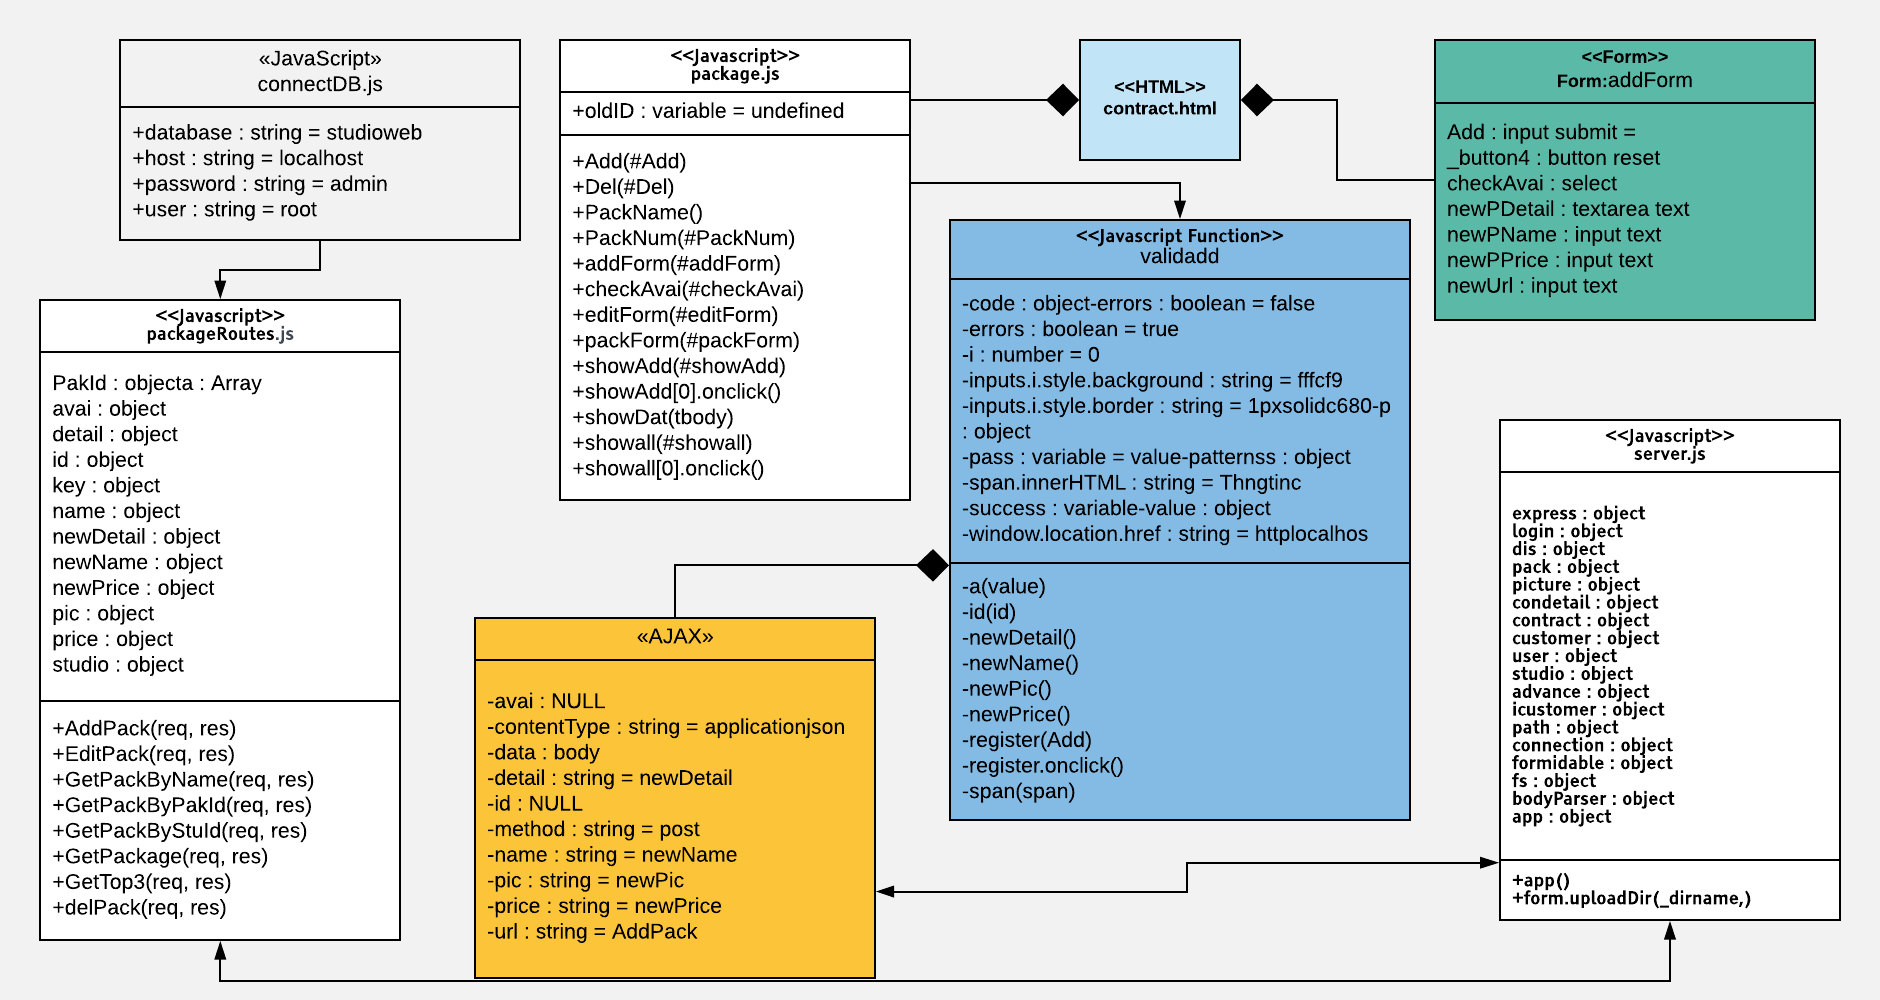 «JavaScript»
connectDB.js
+database : string = studioweb
+host : string = localhost
+password : string = admin
+user : string = root
<<Javascript>>
package.js
+oldID : variable = undefined
+Add(#Add)
+Del(#Del)
+PackName()
+PackNum(#PackNum)
+addForm(#addForm)
+checkAvai(#checkAvai)
+editForm(#editForm)
+packForm(#packForm)
+showAdd(#showAdd)
+showAdd[0].onclick()
+showDat(tbody)
+showall(#showall)
+showall[0].onclick()
<<HTML>>
contract.html
<<Form>>
Form:addForm
Add : input submit =
_button4 : button reset
checkAvai : select
newPDetail : textarea text
newPName : input text
newPPrice : input text
newUrl : input text
<<Javascript Function>>
validadd
-code : object-errors : boolean = false
-errors : boolean = true
-i : number = 0
-inputs.i.style.background : string = fffcf9
-inputs.i.style.border : string = 1pxsolidc680-p
: object
-pass : variable = value-patternss : object
-span.innerHTML : string = Thngtinc
-success : variable-value : object
-window.location.href : string = httplocalhos
-a(value)
-id(id)
-newDetail()
-newName()
-newPic()
-newPrice()
-register(Add)
-register.onclick()
-span(span)
<<Javascript>>
packageRoutes.js
PakId : objecta : Array
avai : object
detail : object
id : object
key : object
name : object
newDetail : object
newName : object
newPrice : object
pic : object
price : object
studio : object
+AddPack(req, res)
+EditPack(req, res)
+GetPackByName(req, res)
+GetPackByPakId(req, res)
+GetPackByStuId(req, res)
+GetPackage(req, res)
+GetTop3(req, res)
+delPack(req, res)
«AJAX»
-avai : NULL
-contentType : string = applicationjson
-data : body
-detail : string = newDetail
-id : NULL
-method : string = post
-name : string = newName
-pic : string = newPic
-price : string = newPrice
-url : string = AddPack
<<Javascript>>
server.js
express : object
login : object
dis : object
pack : object
picture : object
condetail : object
contract : object
customer : object
user : object
studio : object
advance : object
icustomer : object
path : object
connection : object
formidable : object
fs : object
bodyParser : object
app : object
+app()
+form.uploadDir(_dirname,)